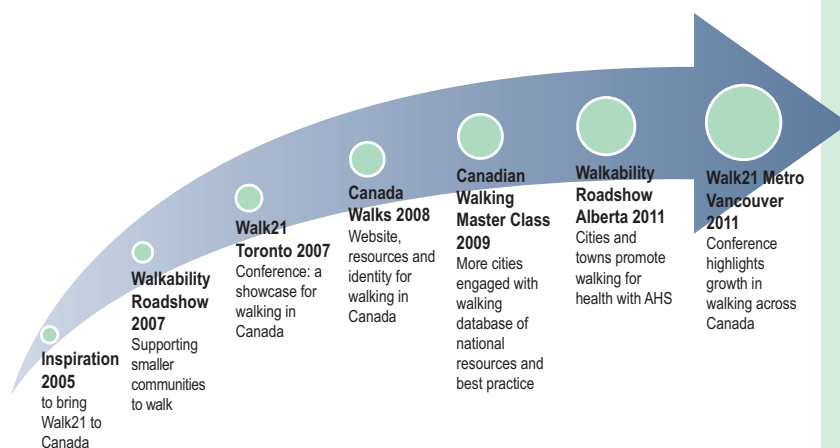 Inspiration
2005
to bring
Walk21 to
Canada
Walkability
Roadshow
2007
Supporting
smaller
communities
to walk
Walk21
Toronto 2007
Conference: a
showcase for
walking in
Canada
Canada
Walks 2008
Website,
resources and
identity for
walking in
Canada
Canadian
Walking
Master Class
2009
More cities
engaged with
walking
database of
national
resources and
best practice
Walkability
Roadshow
Alberta 2011
Cities and
towns promote
walking for
health with AHS
Walk21 Metro
Vancouver
2011
Conference
highlights
growth in
walking across
Canada